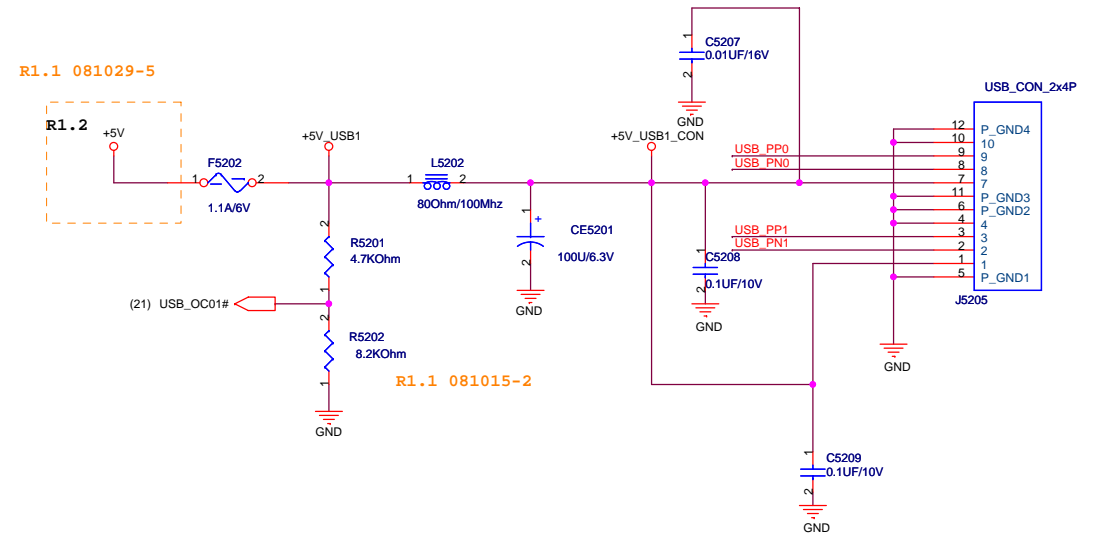 C5207
0.01UF/16V
1
2
GND
R1.1 081029-5
R1.2
+5V
+5V_USB1
+5V_USB1_CON
USB_CON_2x4P
F5202
1
2
1.1A/6V
L5202
1
2
80Ohm/100Mhz
USB_PP0
USB_PN0
12
10
9
8
7
11
6
4
3
2
1
5
P_GND4
10
9
8
7
P_GND3
P_GND2
4
3
2
1
P_GND1
J5205
GND
2
R5201
4.7KOhm
1
1
+
CE5201
100U/6.3V
2
GND
USB_PP1
USB_PN1
1
C5208
0.1UF/10V
2
GND
(21) USB_OC01#
2
R5202
8.2KOhm
1
GND
R1.1 081015-2
1
C5209
0.1UF/10V
2
GND